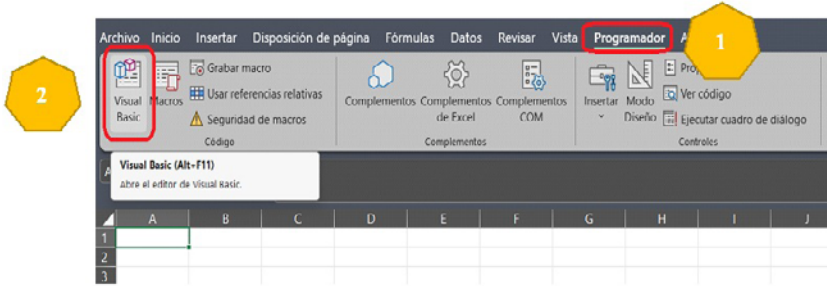 Archivo Inicio Insertar Disposición de página Fórmulas Datos Revisar Vista Programador A
1
2
Visual Basic
Macros
Grabar macro
Usar referencias relativas
Seguridad de macros
Código
Complementos
Complementos de Excel
Complementos COM
Complementos
Insertar
Modo Diseño
Pro
Ver código
Ejecutar cuadro de diálogo
Controles
Visual Basic (Alt+F11)
Abre el editor de Visual Basic.
A
A B C D E F G H I J
1
2
3